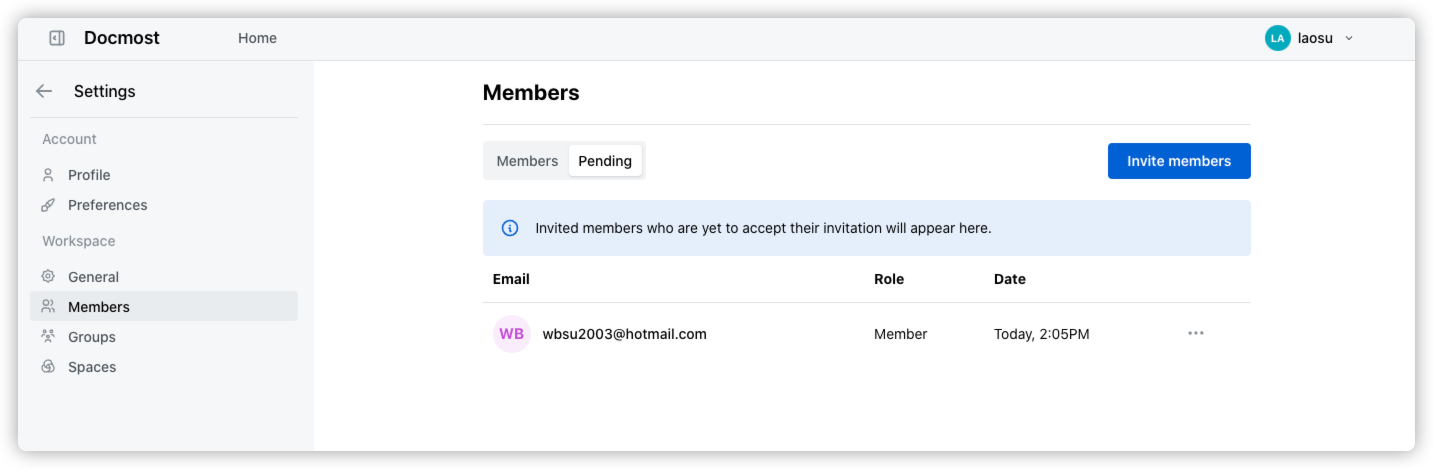 Docmost Home LA laosu
Settings
Account
Profile
Preferences
Workspace
General
Members
Groups
Spaces
Members
Members Pending Invite members
Invited members who are yet to accept their invitation will appear here.
Email Role Date
WB wbsu2003@hotmail.com Member Today, 2:05PM